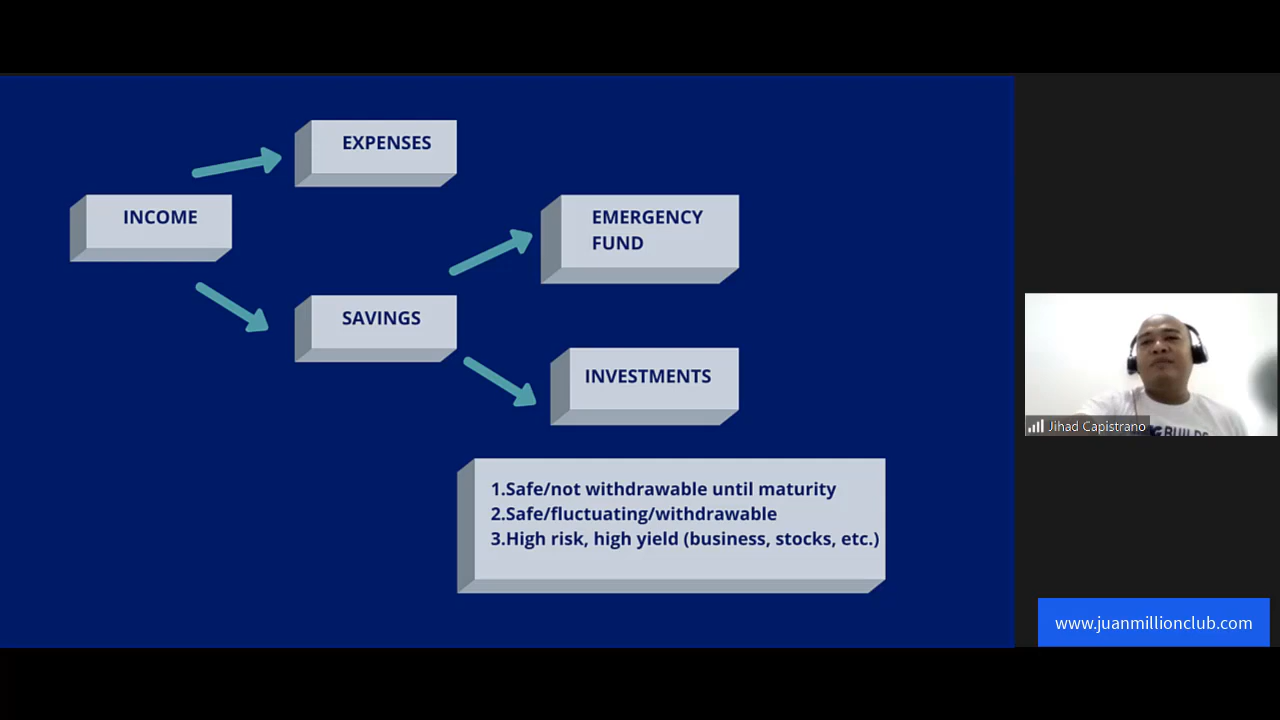 EXPENSES
INCOME
EMERGENCY
FUND
SAVINGS
INVESTMENTS
1.Safe/not withdrawable until maturity
2.Safe/fluctuating/withdrawable
3.High risk, high yield (business, stocks, etc.)
Jihad Capistrano
www.juanmillionclub.com